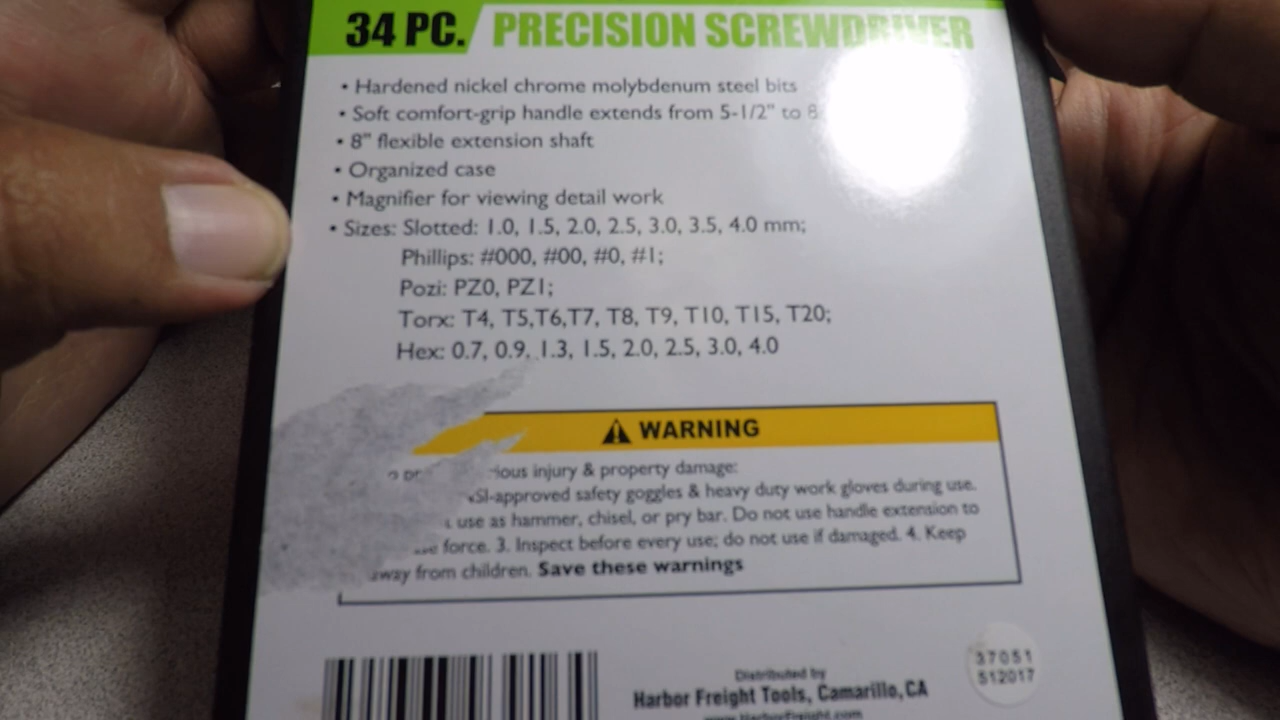 34 PC. PRECISION SCREWDRIVER
• Hardened nickel chrome molybdenum steel bits
• Soft comfort-grip handle extends from 5-1/2" to 8
• 8" flexible extension shaft
• Organized case
• Magnifier for viewing detail work
• Sizes: Slotted: 1.0, 1.5, 2.0, 2.5, 3.0, 3.5, 4.0 mm;
Phillips: #000, #00, #0, #1;
Pozi: PZ0, PZ1;
Torx: T4, T5,T6,T7, T8, T9, T10, T15, T20;
Hex: 0.7, 0.9, 1.3, 1.5, 2.0, 2.5, 3.0, 4.0
WARNING
injury & property damage:
SI-approved safety goggles & heavy duty work gloves during use.
use as hammer, chisel, or pry bar. Do not use handle extension to
force. 3. Inspect before every use; do not use if damaged. 4. Keep
away from children. Save these warnings
Distributed by
Harbor Freight Tools, Camarillo, CA
www.HarborFreight.com
37051
512017